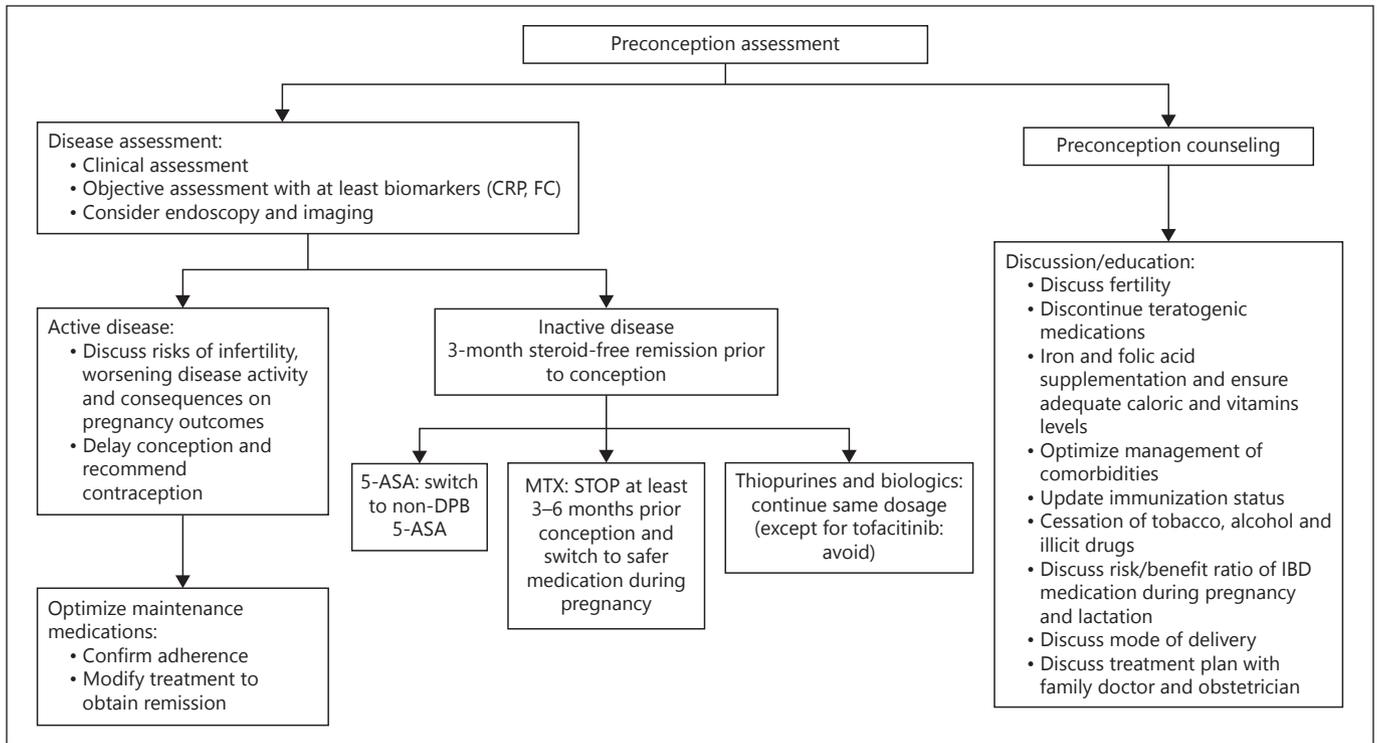 Preconception assessment
Disease assessment:
• Clinical assessment
• Objective assessment with at least biomarkers (CRP, FC)
• Consider endoscopy and imaging
Preconception counseling
Active disease:
• Discuss risks of infertility,
worsening disease activity
and consequences on
pregnancy outcomes
• Delay conception and
recommend
contraception
Inactive disease
3-month steroid-free remission prior
to conception
5-ASA: switch
to non-DPB
5-ASA
MTX: STOP at least
3–6 months prior
conception and
switch to safer
medication during
pregnancy
Thiopurines and biologics:
continue same dosage
(except for tofacitinib:
avoid)
Optimize maintenance
medications:
• Confirm adherence
• Modify treatment to
obtain remission
Discussion/education:
• Discuss fertility
• Discontinue teratogenic
medications
• Iron and folic acid
supplementation and ensure
adequate caloric and vitamins
levels
• Optimize management of
comorbidities
• Update immunization status
• Cessation of tobacco, alcohol and
illicit drugs
• Discuss risk/benefit ratio of IBD
medication during pregnancy
and lactation
• Discuss mode of delivery
• Discuss treatment plan with
family doctor and obstetrician